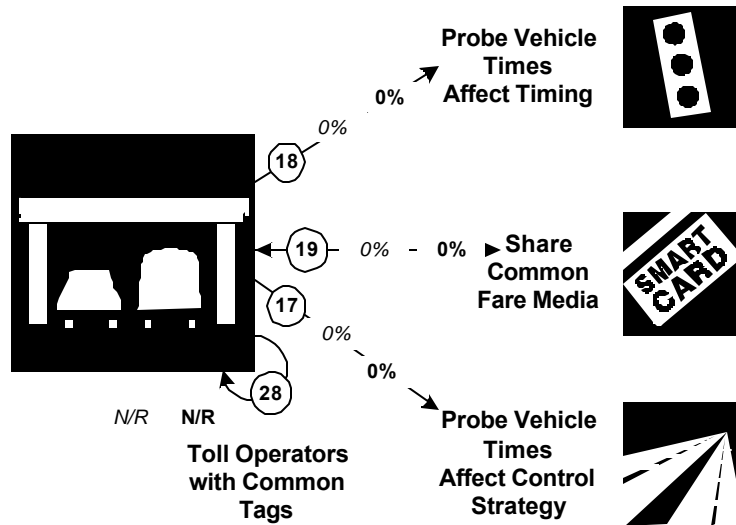 Probe Vehicle
Times
Affect Timing
0%
0%
18
19
0%
0%
Share
Common
Fare Media
SMART
CARD
17
0%
0%
28
N/R
N/R
Toll Operators
with Common
Tags
Probe Vehicle
Times
Affect Control
Strategy